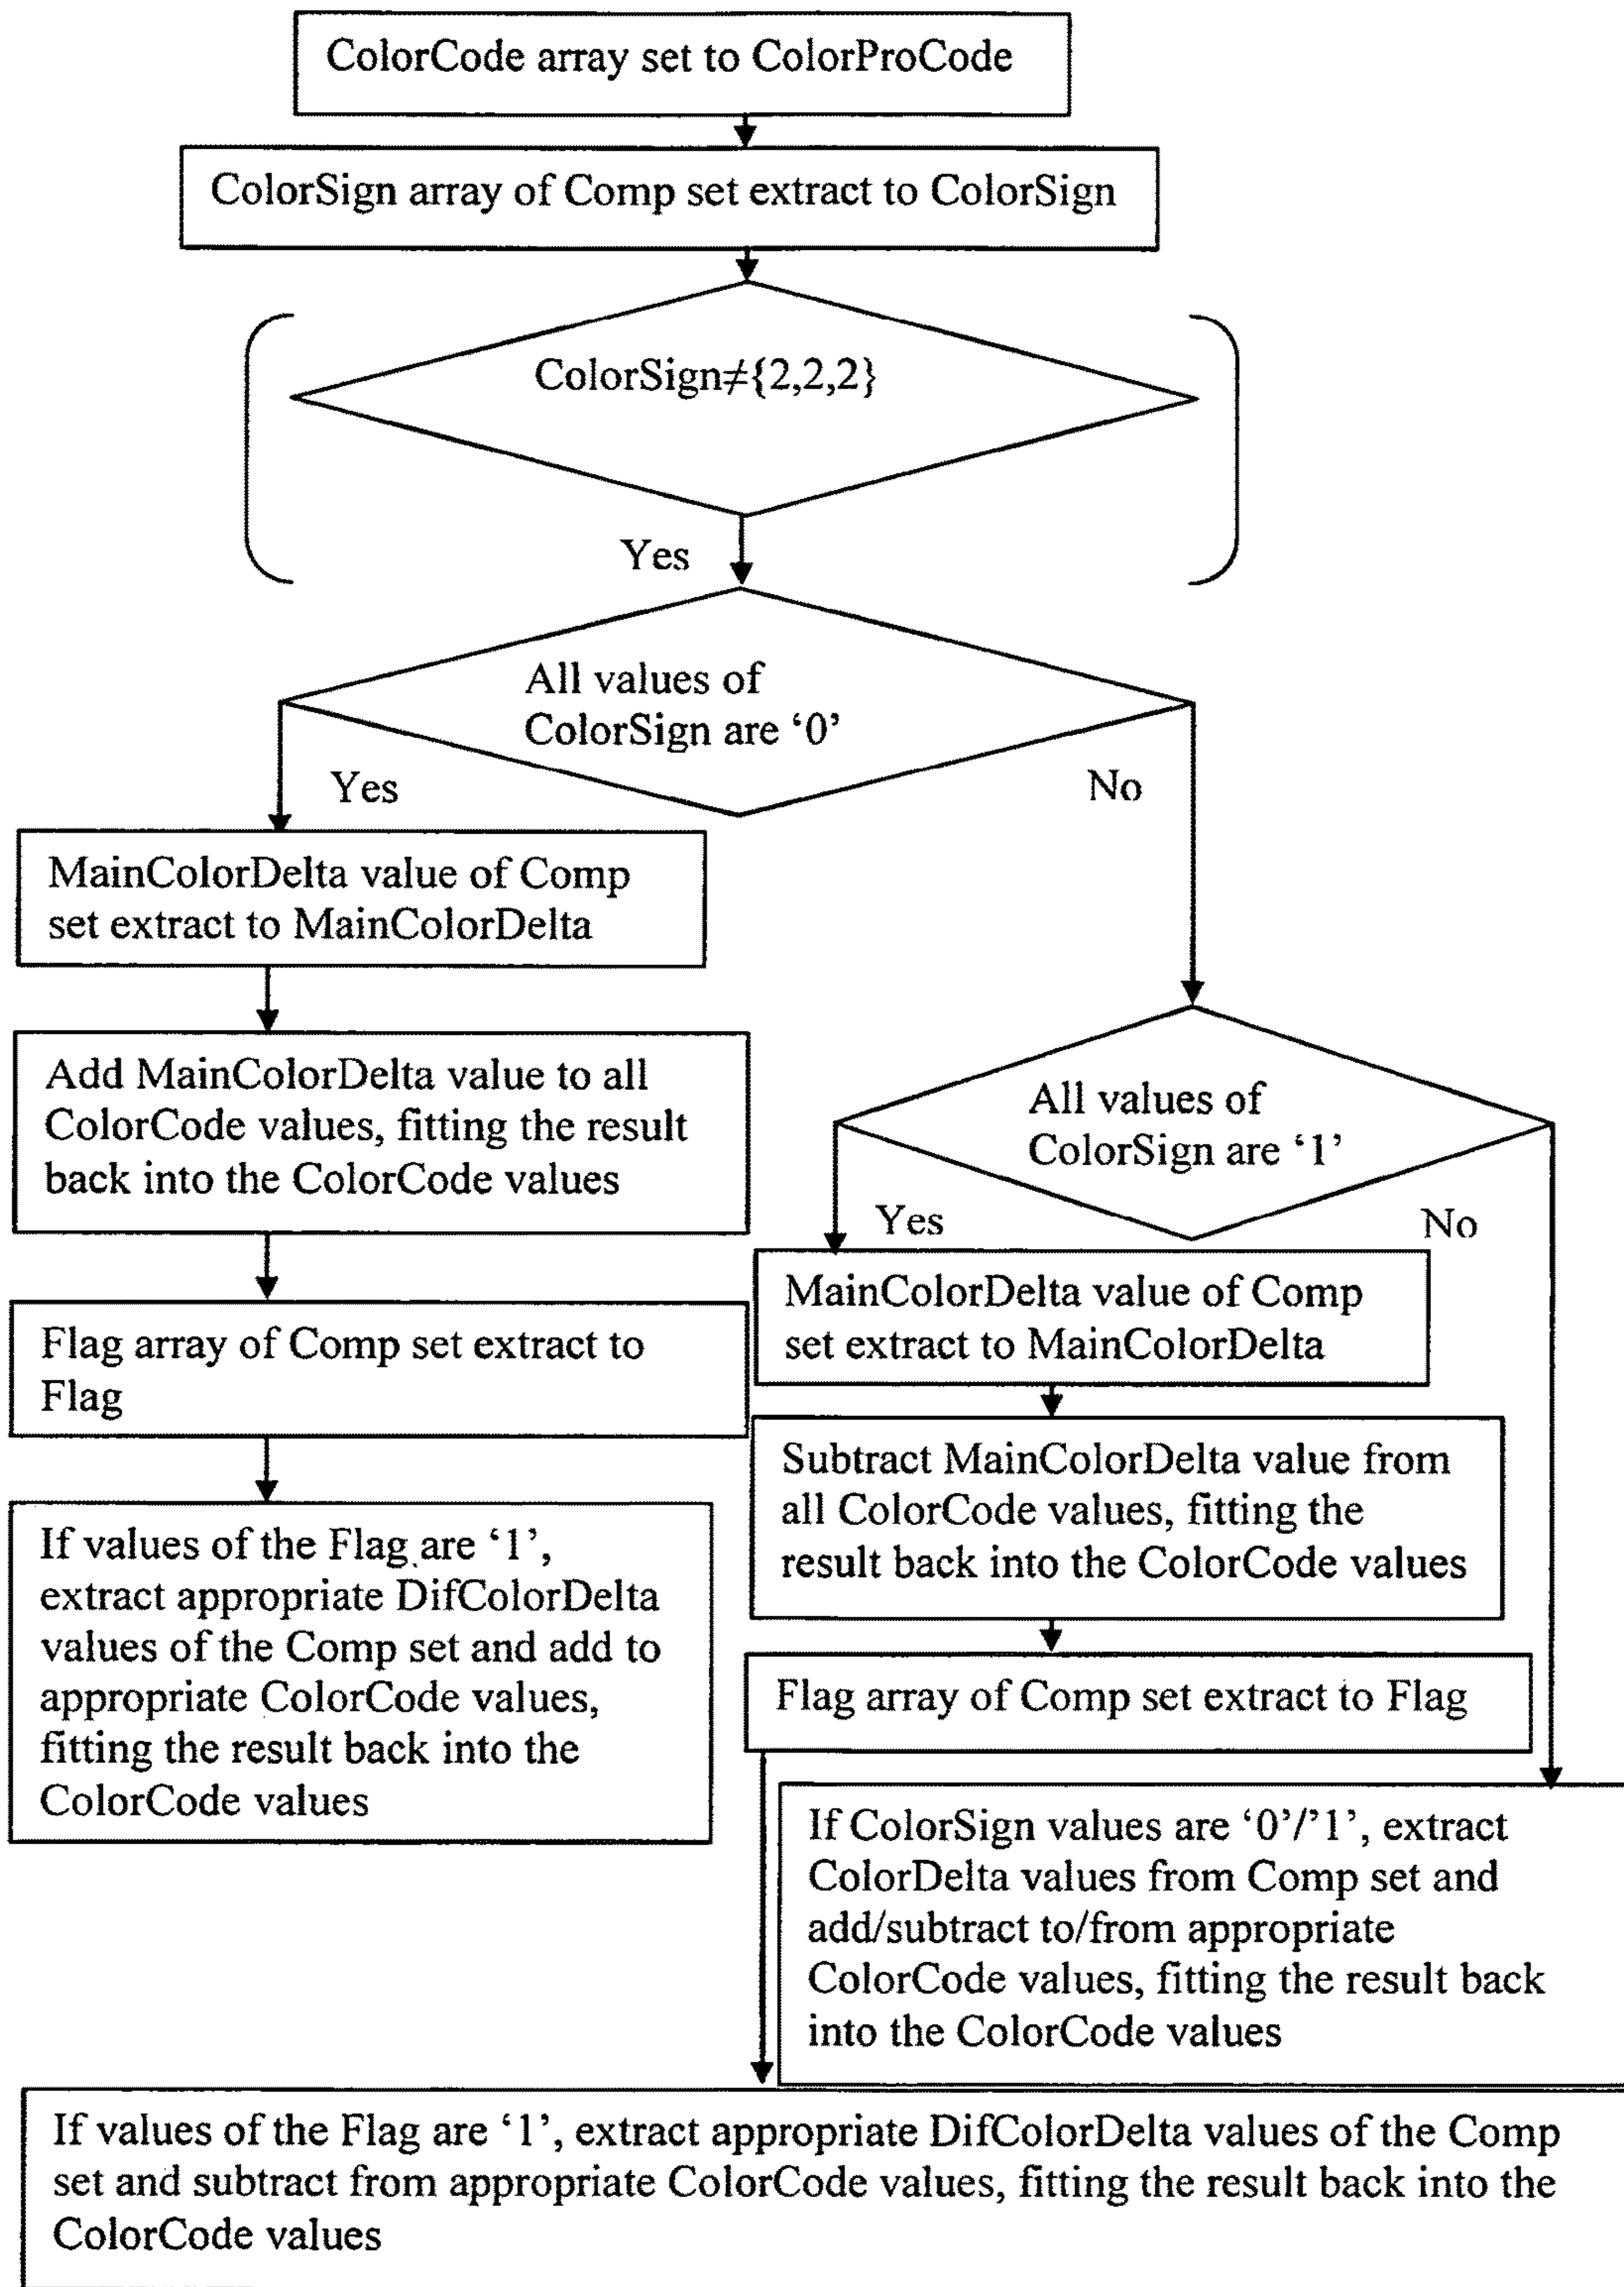 ColorCode array set to ColorProCode
ColorSign array of Comp set extract to ColorSign
ColorSign≠{2,2,2}
Yes
All values of
ColorSign are ‘0’
Yes
No
MainColorDelta value of Comp
set extract to MainColorDelta
Add MainColorDelta value to all
ColorCode values, fitting the result
back into the ColorCode values
Flag array of Comp set extract to
Flag
If values of the Flag are ‘1’,
extract appropriate DifColorDelta
values of the Comp set and add to
appropriate ColorCode values,
fitting the result back into the
ColorCode values
All values of
ColorSign are ‘1’
Yes
No
MainColorDelta value of Comp
set extract to MainColorDelta
Subtract MainColorDelta value from
all ColorCode values, fitting the
result back into the ColorCode values
Flag array of Comp set extract to Flag
If ColorSign values are ‘0’/’1’, extract
ColorDelta values from Comp set and
add/subtract to/from appropriate
ColorCode values, fitting the result back
into the ColorCode values
If values of the Flag are ‘1’, extract appropriate DifColorDelta values of the Comp
set and subtract from appropriate ColorCode values, fitting the result back into the
ColorCode values